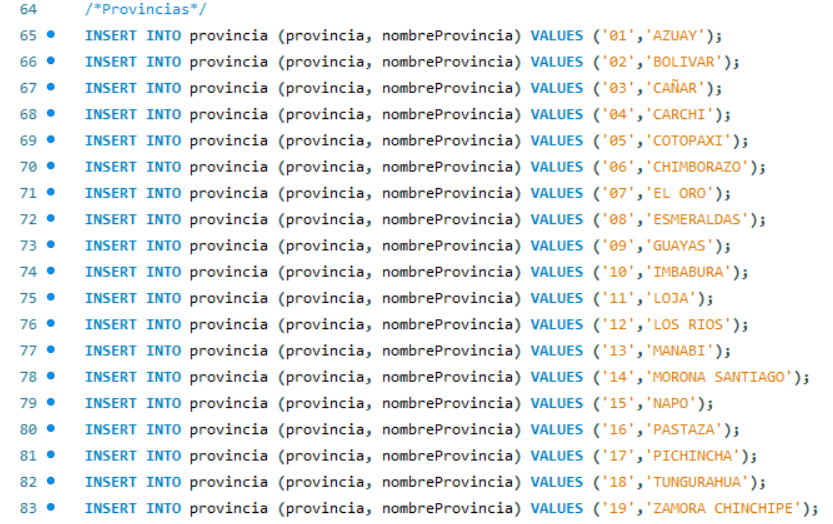 64 /*Provincias*/
65 INSERT INTO provincia (provincia, nombreProvincia) VALUES ('01','AZUAY');
66 INSERT INTO provincia (provincia, nombreProvincia) VALUES ('02','BOLIVAR');
67 INSERT INTO provincia (provincia, nombreProvincia) VALUES ('03','CAÑAR');
68 INSERT INTO provincia (provincia, nombreProvincia) VALUES ('04','CARCHI');
69 INSERT INTO provincia (provincia, nombreProvincia) VALUES ('05','COTOPAXI');
70 INSERT INTO provincia (provincia, nombreProvincia) VALUES ('06','CHIMBORAZO');
71 INSERT INTO provincia (provincia, nombreProvincia) VALUES ('07','EL ORO');
72 INSERT INTO provincia (provincia, nombreProvincia) VALUES ('08','ESMERALDAS');
73 INSERT INTO provincia (provincia, nombreProvincia) VALUES ('09','GUAYAS');
74 INSERT INTO provincia (provincia, nombreProvincia) VALUES ('10','IMBABURA');
75 INSERT INTO provincia (provincia, nombreProvincia) VALUES ('11','LOJA');
76 INSERT INTO provincia (provincia, nombreProvincia) VALUES ('12','LOS RIOS');
77 INSERT INTO provincia (provincia, nombreProvincia) VALUES ('13','MANABI');
78 INSERT INTO provincia (provincia, nombreProvincia) VALUES ('14','MORONA SANTIAGO');
79 INSERT INTO provincia (provincia, nombreProvincia) VALUES ('15','NAPO');
80 INSERT INTO provincia (provincia, nombreProvincia) VALUES ('16','PASTAZA');
81 INSERT INTO provincia (provincia, nombreProvincia) VALUES ('17','PICHINCHA');
82 INSERT INTO provincia (provincia, nombreProvincia) VALUES ('18','TUNGURAHUA');
83 INSERT INTO provincia (provincia, nombreProvincia) VALUES ('19','ZAMORA CHINCHIPE');